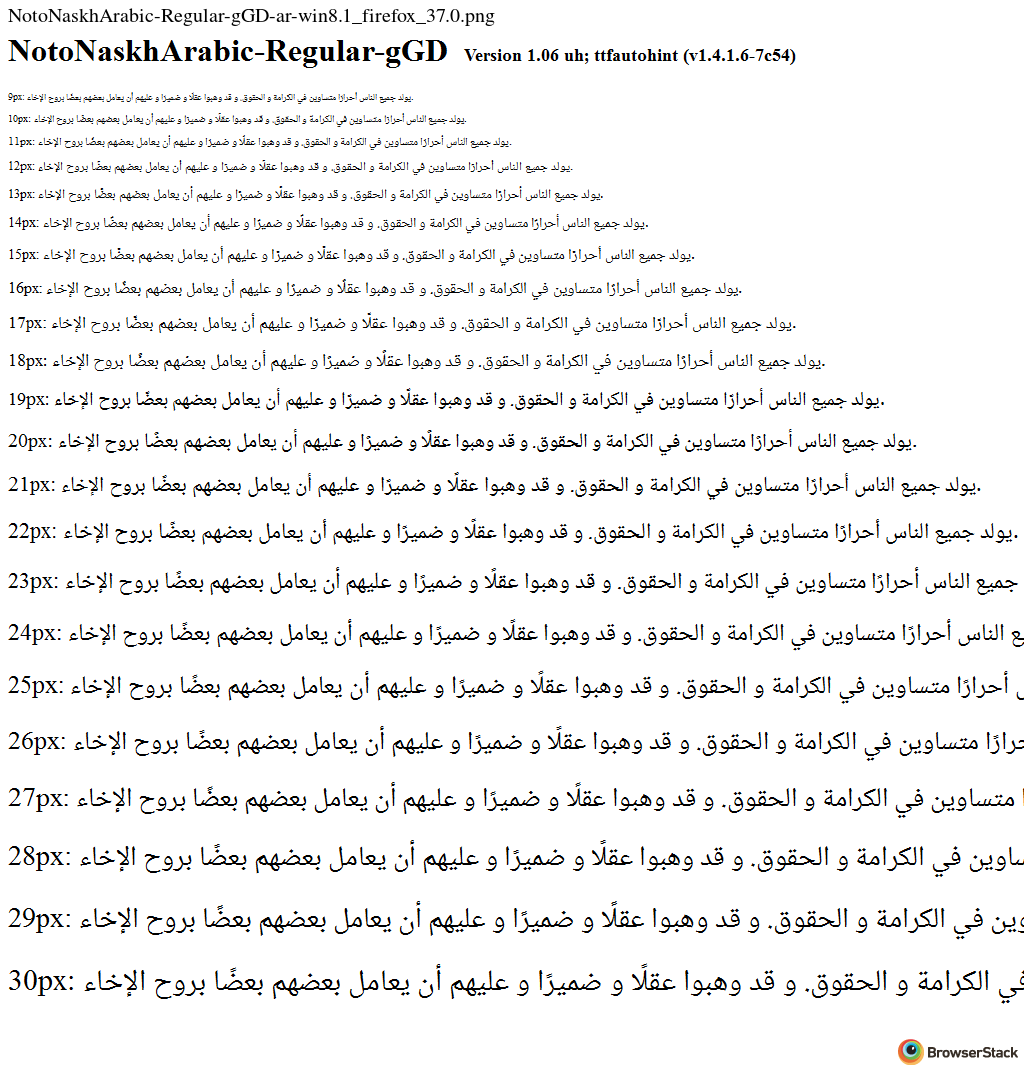 NotoNaskhArabic-Regular-gGD-ar-win8.1_firefox_37.0.png
NotoNaskhArabic-Regular-gGD Version 1.06 uh; ttfautohint (v1.4.1.6-7c54)
9px: يولد جميع الناس أحرارًا متساوين في الكرامة و الحقوق. و قد وهبوا عقلًا و ضميرًا و عليهم أن يعامل بعضهم بعضًا بروح الإخاء.
10px: يولد جميع الناس أحرارًا متساوين في الكرامة و الحقوق. و قد وهبوا عقلًا و ضميرًا و عليهم أن يعامل بعضهم بعضًا بروح الإخاء.
11px: يولد جميع الناس أحرارًا متساوين في الكرامة و الحقوق. و قد وهبوا عقلًا و ضميرًا و عليهم أن يعامل بعضهم بعضًا بروح الإخاء.
12px: يولد جميع الناس أحرارًا متساوين في الكرامة و الحقوق. و قد وهبوا عقلًا و ضميرًا و عليهم أن يعامل بعضهم بعضًا بروح الإخاء.
13px: يولد جميع الناس أحرارًا متساوين في الكرامة و الحقوق. و قد وهبوا عقلًا و ضميرًا و عليهم أن يعامل بعضهم بعضًا بروح الإخاء.
14px: يولد جميع الناس أحرارًا متساوين في الكرامة و الحقوق. و قد وهبوا عقلًا و ضميرًا و عليهم أن يعامل بعضهم بعضًا بروح الإخاء.
15px: يولد جميع الناس أحرارًا متساوين في الكرامة و الحقوق. و قد وهبوا عقلًا و ضميرًا و عليهم أن يعامل بعضهم بعضًا بروح الإخاء.
16px: يولد جميع الناس أحرارًا متساوين في الكرامة و الحقوق. و قد وهبوا عقلًا و ضميرًا و عليهم أن يعامل بعضهم بعضًا بروح الإخاء.
17px: يولد جميع الناس أحرارًا متساوين في الكرامة و الحقوق. و قد وهبوا عقلًا و ضميرًا و عليهم أن يعامل بعضهم بعضًا بروح الإخاء.
18px: يولد جميع الناس أحرارًا متساوين في الكرامة و الحقوق. و قد وهبوا عقلًا و ضميرًا و عليهم أن يعامل بعضهم بعضًا بروح الإخاء.
19px: يولد جميع الناس أحرارًا متساوين في الكرامة و الحقوق. و قد وهبوا عقلًا و ضميرًا و عليهم أن يعامل بعضهم بعضًا بروح الإخاء.
20px: يولد جميع الناس أحرارًا متساوين في الكرامة و الحقوق. و قد وهبوا عقلًا و ضميرًا و عليهم أن يعامل بعضهم بعضًا بروح الإخاء.
21px: يولد جميع الناس أحرارًا متساوين في الكرامة و الحقوق. و قد وهبوا عقلًا و ضميرًا و عليهم أن يعامل بعضهم بعضًا بروح الإخاء.
22px: يولد جميع الناس أحرارًا متساوين في الكرامة و الحقوق. و قد وهبوا عقلًا و ضميرًا و عليهم أن يعامل بعضهم بعضًا بروح الإخاء.
23px: جميع الناس أحرارًا متساوين في الكرامة و الحقوق. و قد وهبوا عقلًا و ضميرًا و عليهم أن يعامل بعضهم بعضًا بروح الإخاء
24px: الناس أحرارًا متساوين في الكرامة و الحقوق. و قد وهبوا عقلًا و ضميرًا و عليهم أن يعامل بعضهم بعضًا بروح الإخاء
25px: أحرارًا متساوين في الكرامة و الحقوق. و قد وهبوا عقلًا و ضميرًا و عليهم أن يعامل بعضهم بعضًا بروح الإخاء
26px: متساوين في الكرامة و الحقوق. و قد وهبوا عقلًا و ضميرًا و عليهم أن يعامل بعضهم بعضًا بروح الإخاء
27px: متساوين في الكرامة و الحقوق. و قد وهبوا عقلًا و ضميرًا و عليهم أن يعامل بعضهم بعضًا بروح الإخاء
28px: في الكرامة و الحقوق. و قد وهبوا عقلًا و ضميرًا و عليهم أن يعامل بعضهم بعضًا بروح الإخاء
29px: في الكرامة و الحقوق. و قد وهبوا عقلًا و ضميرًا و عليهم أن يعامل بعضهم بعضًا بروح الإخاء
30px: في الكرامة و الحقوق. و قد وهبوا عقلًا و ضميرًا و عليهم أن يعامل بعضهم بعضًا بروح الإخاء
BrowserStack